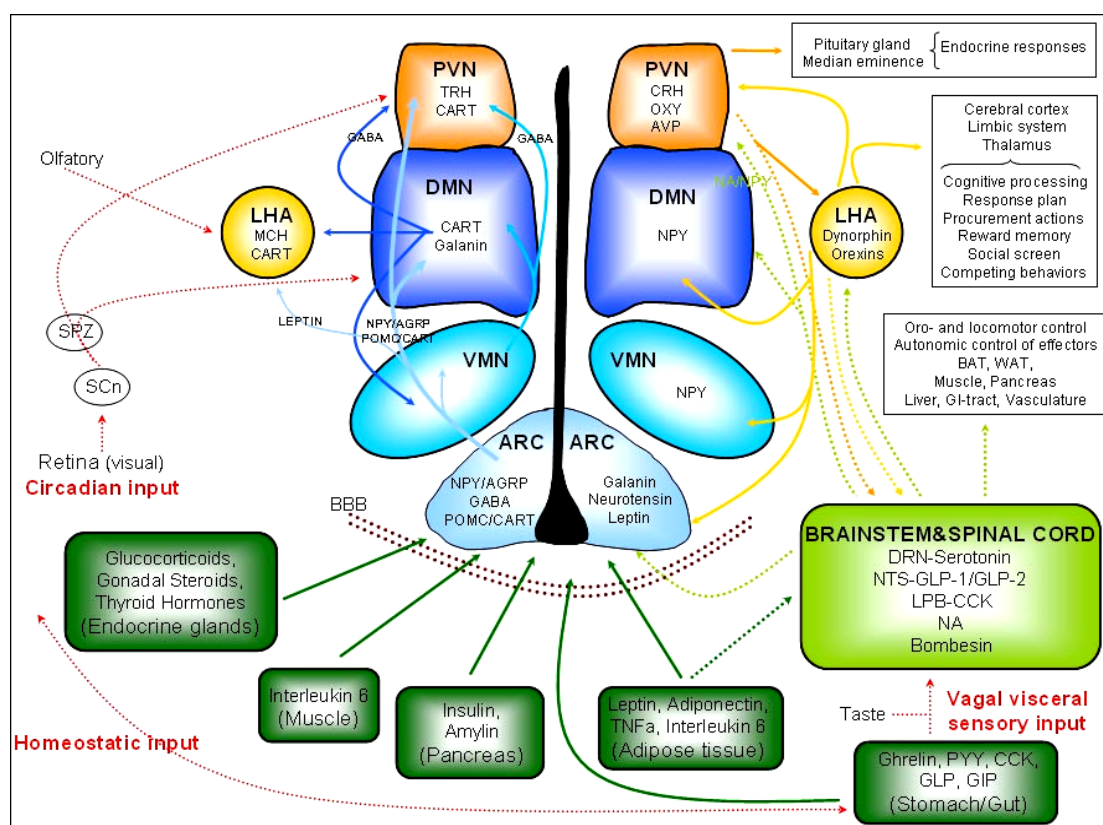 PVN
TRH
CART
PVN
CRH
OXY
AVP
Pituitary gland
Median eminence
Endocrine responses
Cerebral cortex
Limbic system
Thalamus
Cognitive processing
Response plan
Procurement actions
Reward memory
Social screen
Competing behaviors
GABA
GABA
Olfatory
DMN
CART
Galanin
DMN
NPY
NA/NPY
LHA
MCH
CART
LHA
Dynorphin
Orexins
LEPTIN
NPY/AGRP
POMC/CART
SPZ
SCn
VMN
VMN
NPY
Oro- and locomotor control
Autonomic control of effectors
BAT, WAT,
Muscle, Pancreas
Liver, GI-tract, Vasculature
Retina (visual)
Circadian input
ARC
NPY/AGRP
GABA
POMC/CART
ARC
Galanin
Neurotensin
Leptin
BBB
BRAINSTEM&SPINAL CORD
DRN-Serotonin
NTS-GLP-1/GLP-2
LPB-CCK
NA
Bombesin
Glucocorticoids,
Gonadal Steroids,
Thyroid Hormones
(Endocrine glands)
Interleukin 6
(Muscle)
Insulin,
Amylin
(Pancreas)
Leptin, Adiponectin,
TNFa, Interleukin 6
(Adipose tissue)
Taste
Vagal visceral
sensory input
Homeostatic input
Ghrelin, PYY, CCK,
GLP, GIP
(Stomach/Gut)